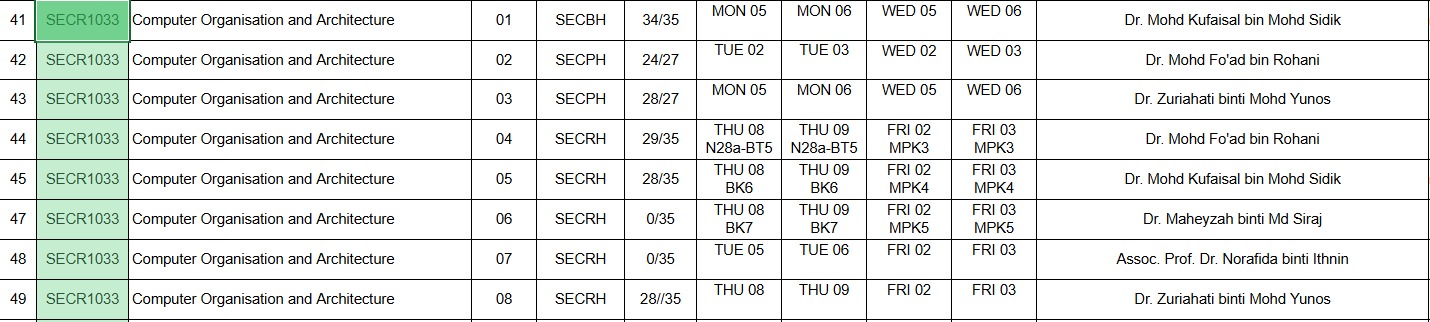 41 SECR1033 Computer Organisation and Architecture 01 SECBH 34/35 MON 05 MON 06 WED 05 WED 06 Dr. Mohd Kufaisal bin Mohd Sidik
42 SECR1033 Computer Organisation and Architecture 02 SECPH 24/27 TUE 02 TUE 03 WED 02 WED 03 Dr. Mohd Fo'ad bin Rohani
43 SECR1033 Computer Organisation and Architecture 03 SECPH 28/27 MON 05 MON 06 WED 05 WED 06 Dr. Zuriahati binti Mohd Yunos
44 SECR1033 Computer Organisation and Architecture 04 SECRH 29/35 THU 08 THU 09 FRI 02 FRI 03 Dr. Mohd Fo'ad bin Rohani
N28a-BT5 N28a-BT5 MPK3 MPK3
45 SECR1033 Computer Organisation and Architecture 05 SECRH 28/35 THU 08 THU 09 FRI 02 FRI 03 Dr. Mohd Kufaisal bin Mohd Sidik
BK6 BK6 MPK4 MPK4
47 SECR1033 Computer Organisation and Architecture 06 SECRH 0/35 THU 08 THU 09 FRI 02 FRI 03 Dr. Maheyzah binti Md Siraj
BK7 BK7 MPK5 MPK5
48 SECR1033 Computer Organisation and Architecture 07 SECRH 0/35 TUE 05 TUE 06 FRI 02 FRI 03 Assoc. Prof. Dr. Norafida binti Ithnin
49 SECR1033 Computer Organisation and Architecture 08 SECRH 28//35 THU 08 THU 09 FRI 02 FRI 03 Dr. Zuriahati binti Mohd Yunos